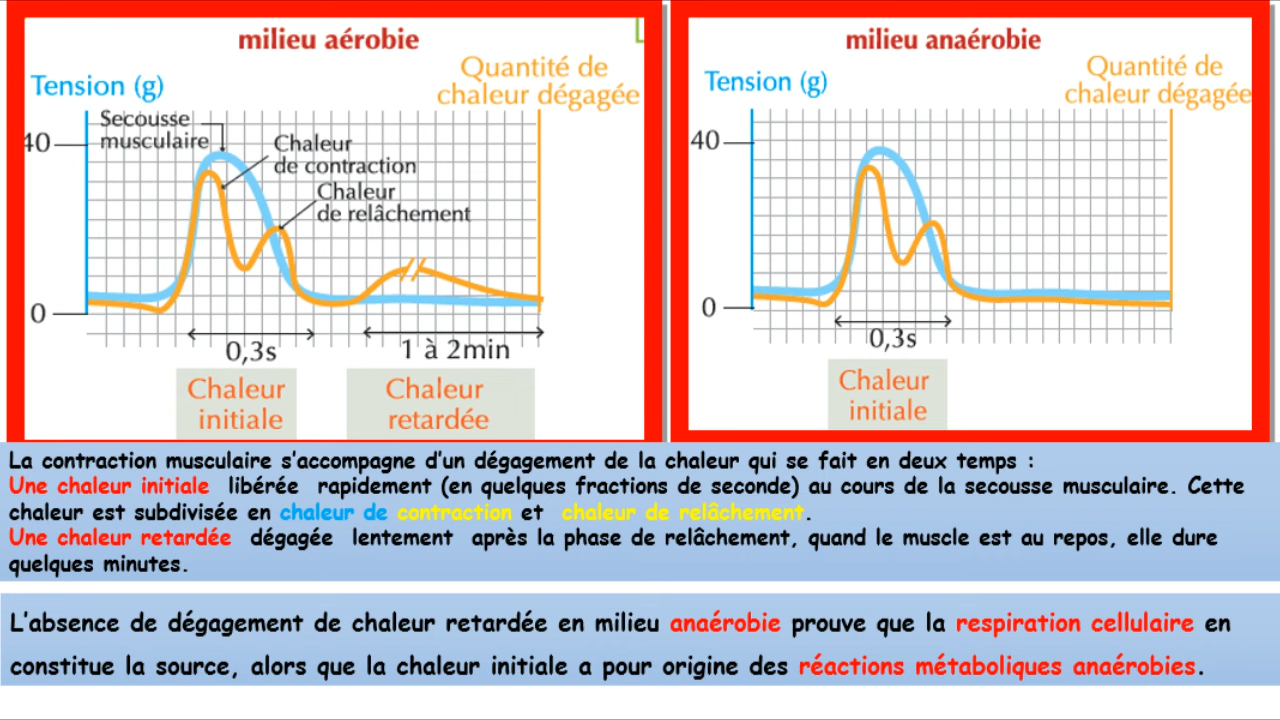 milieu aérobie
Tension (g)
Quantité de
chaleur dégagée
Secousse
musculaire
40
Chaleur
de contraction
Chaleur
de relâchement
0
0,3s
1 à 2min
Chaleur
initiale
Chaleur
retardée
milieu anaérobie
Tension (g)
Quantité de
chaleur dégagée
40
0
0,3s
Chaleur
initiale
La contraction musculaire s'accompagne d'un dégagement de la chaleur qui se fait en deux temps :
Une chaleur initiale libérée rapidement (en quelques fractions de seconde) au cours de la secousse musculaire. Cette
chaleur est subdivisée en chaleur de contraction et chaleur de relâchement.
Une chaleur retardée dégagée lentement après la phase de relâchement, quand le muscle est au repos, elle dure
quelques minutes.
L'absence de dégagement de chaleur retardée en milieu anaérobie prouve que la respiration cellulaire en
constitue la source, alors que la chaleur initiale a pour origine des réactions métaboliques anaérobies.